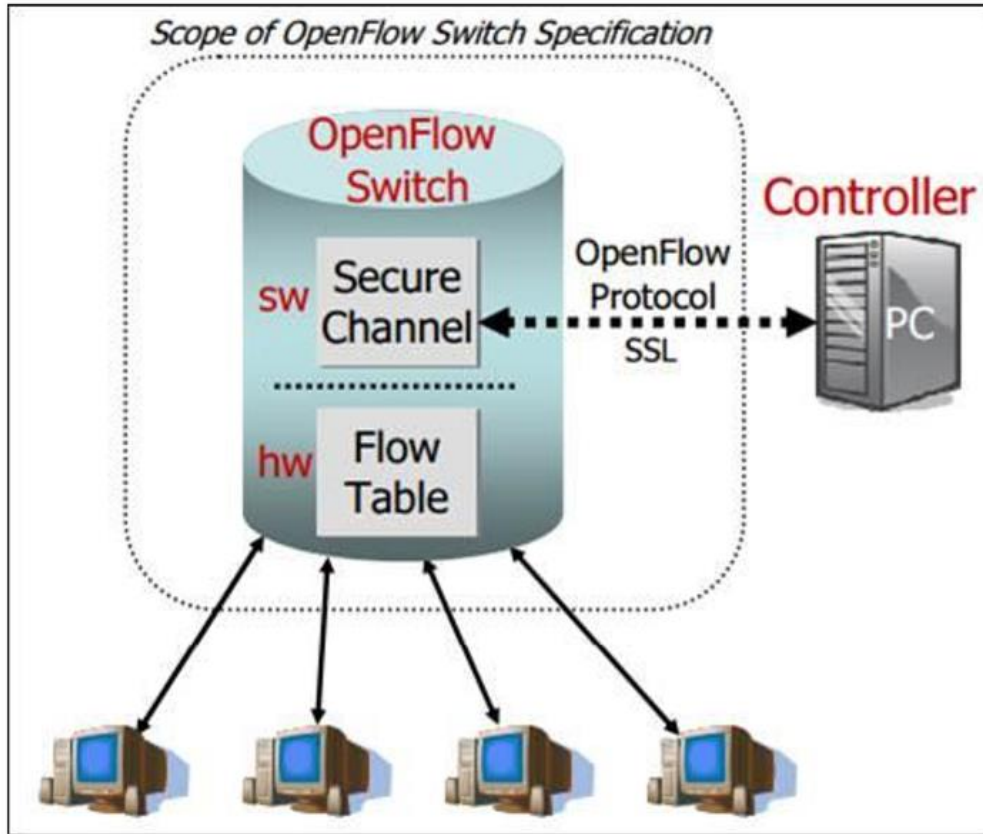 Scope of OpenFlow Switch Specification
OpenFlow
Switch
Controller
sw
Secure
Channel
OpenFlow
Protocol
SSL
PC
hw
Flow
Table